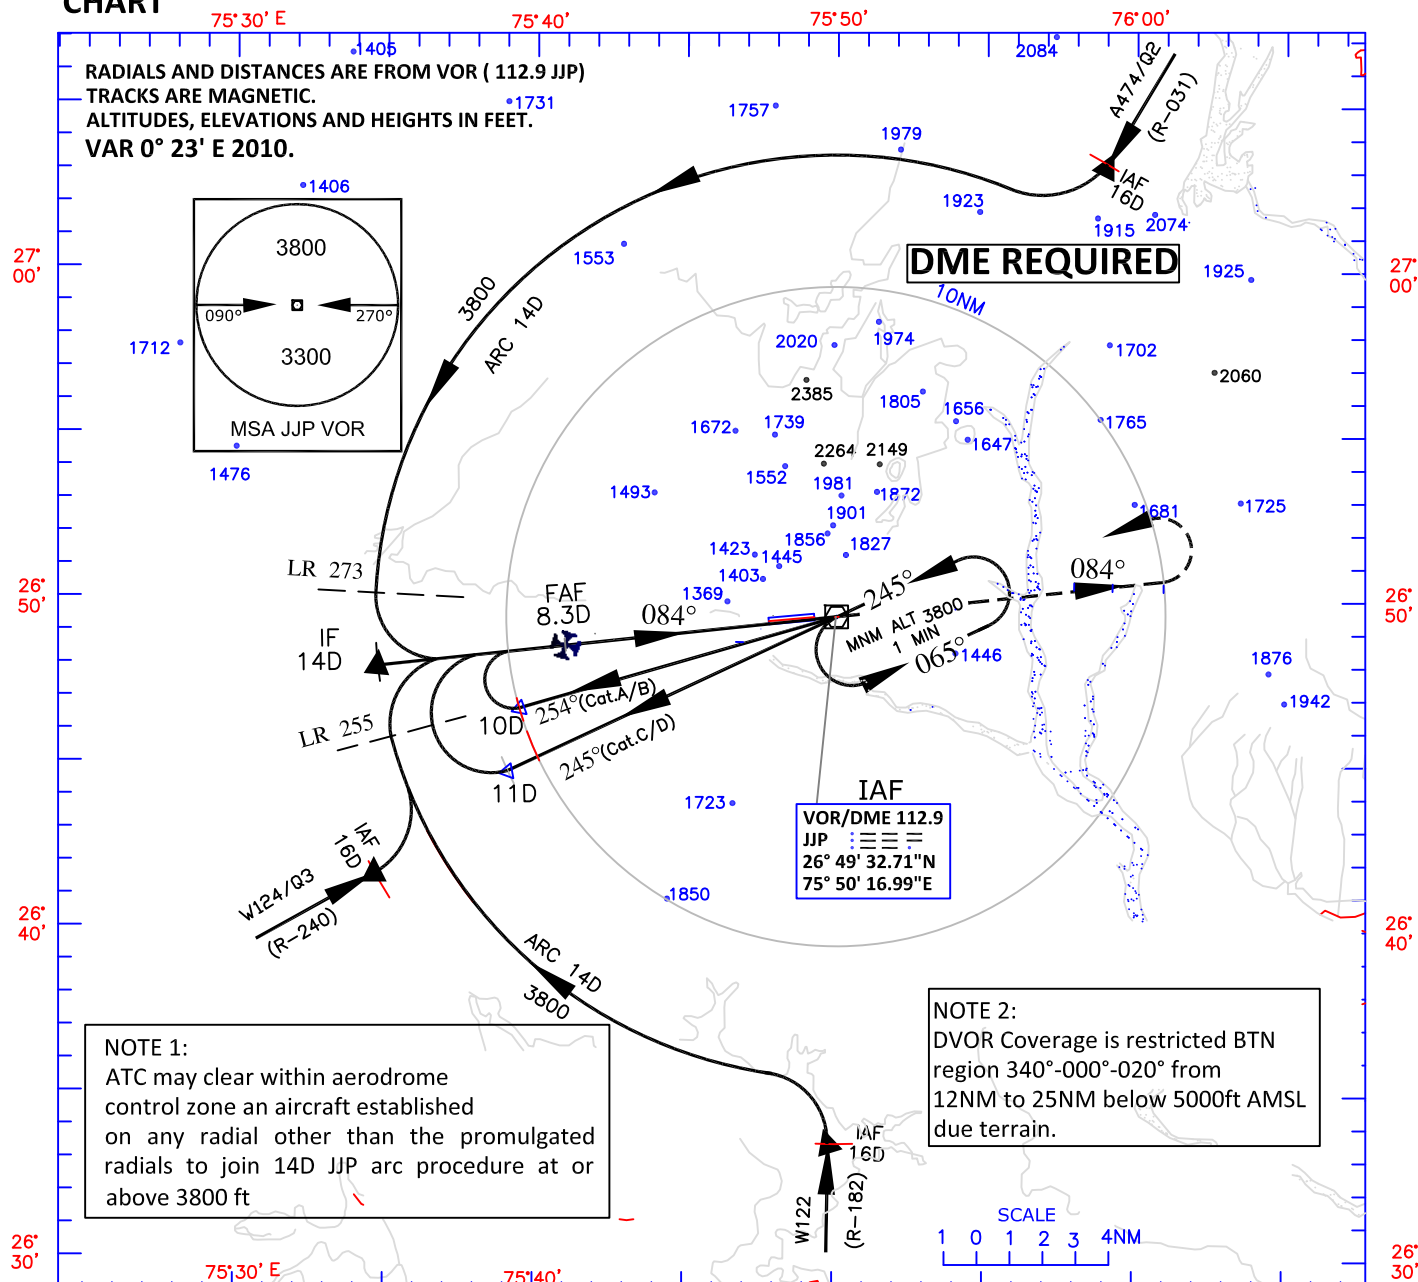 CHART
75°30' E
75°40'
75°50'
76°00'
RADIALS AND DISTANCES ARE FROM VOR ( 112.9 JJP)
TRACKS ARE MAGNETIC.
ALTITUDES, ELEVATIONS AND HEIGHTS IN FEET.
VAR 0° 23' E 2010.
1405
1731
1757
1979
2084
A474/Q2
(R-031)
IAF
16D
1406
1923
1915
2074
1553
DME REQUIRED
1925
27°
00'
27°
00'
3800
090°
270°
3300
MSA JJP VOR
3800
ARC 14D
10NM
1712
2020
1974
1702
2385
2060
1805
1656
1765
1672
1739
1647
1476
2264
2149
1552
1493
1981
1872
1901
1681
1725
1856
1827
1423
1445
1403
1369
LR 273
26°
50'
26°
50'
FAF
8.3D
084°
245°
084°
MNM ALT 3800
1 MIN
065°
1446
IF
14D
1876
1942
254°(Cat.A/B)
10D
LR 255
245°(Cat.C/D)
11D
1723
IAF
VOR/DME 112.9
JJP
26° 49' 32.71"N
75° 50' 16.99"E
IAF
16D
W124/Q3
(R-240)
1850
26°
40'
26°
40'
ARC 14D
3800
NOTE 1:
ATC may clear within aerodrome
control zone an aircraft established
on any radial other than the promulgated
radials to join 14D JJP arc procedure at or
above 3800 ft
NOTE 2:
DVOR Coverage is restricted BTN
region 340°-000°-020° from
12NM to 25NM below 5000ft AMSL
due terrain.
IAF
16D
W122
(R-182)
SCALE
1 0 1 2 3 4NM
26°
30'
26°
30'
75°30' E
75°40'